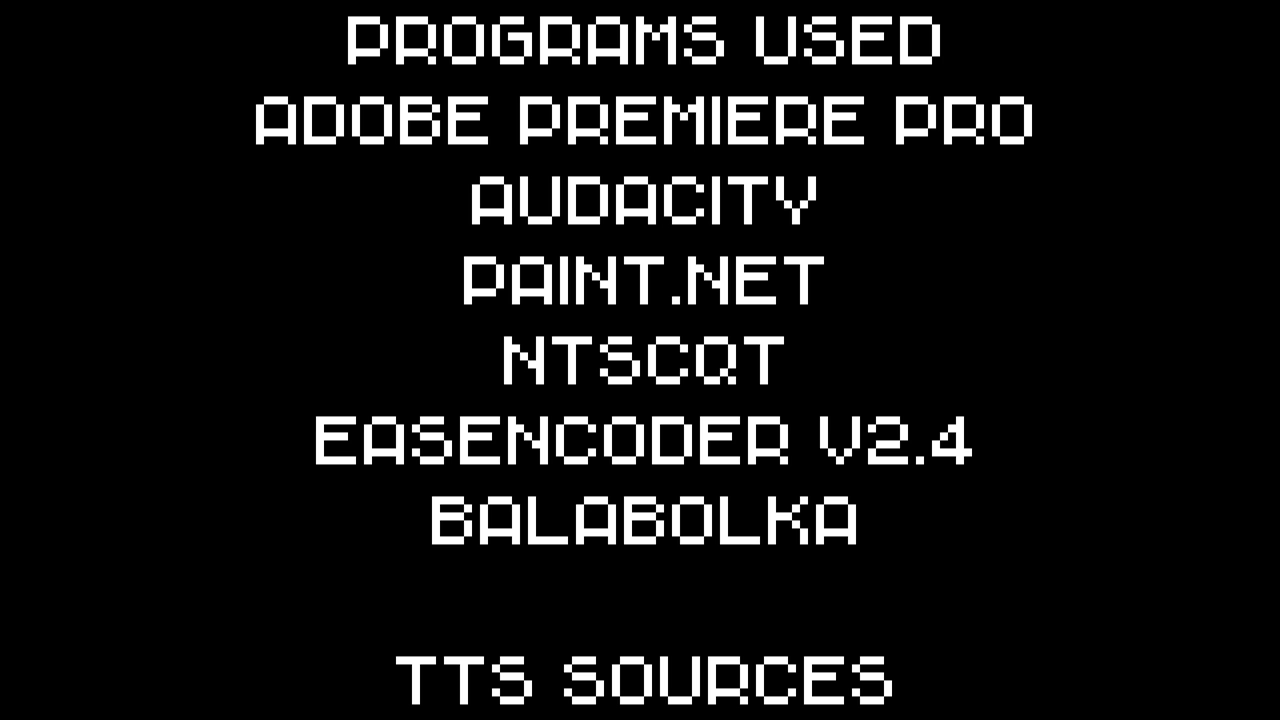 PROGRAMS USED
ADOBE PREMIERE PRO
AUDACITY
PAINT.NET
NTSCQT
EASENCODER V2.4
BALABOLKA
TTS SOURCES